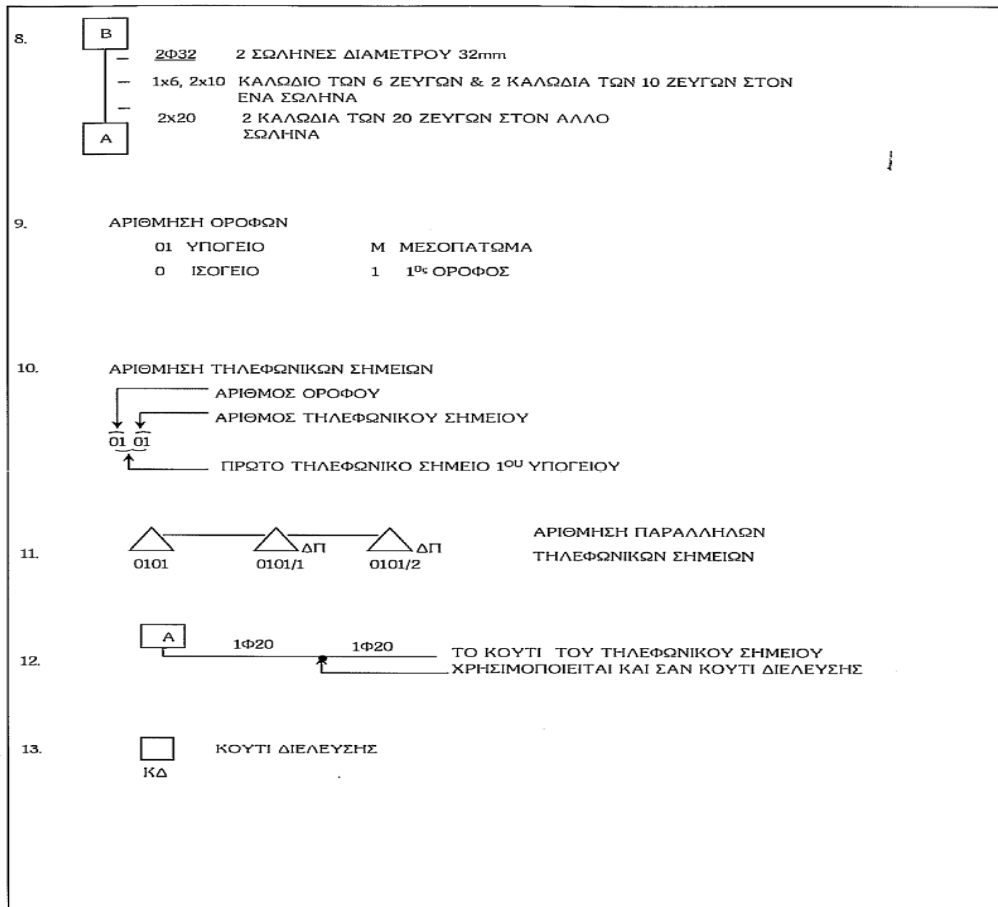 8.
B
2Φ32 2 ΣΩΛΗΝΕΣ ΔΙΑΜΕΤΡΟΥ 32mm
1x6, 2x10 ΚΑΛΩΔΙΟ ΤΩΝ 6 ΖΕΥΓΩΝ & 2 ΚΑΛΩΔΙΑ ΤΩΝ 10 ΖΕΥΓΩΝ ΣΤΟΝ
ΕΝΑ ΣΩΛΗΝΑ
2x20 2 ΚΑΛΩΔΙΑ ΤΩΝ 20 ΖΕΥΓΩΝ ΣΤΟΝ ΑΛΛΟ
ΣΩΛΗΝΑ
A
9. ΑΡΙΘΜΗΣΗ ΟΡΟΦΩΝ
01 ΥΠΟΓΕΙΟ Μ ΜΕΣΟΠΑΤΩΜΑ
0 ΙΣΟΓΕΙΟ 1 1ος ΟΡΟΦΟΣ
10. ΑΡΙΘΜΗΣΗ ΤΗΛΕΦΩΝΙΚΩΝ ΣΗΜΕΙΩΝ
ΑΡΙΘΜΟΣ ΟΡΟΦΟΥ
ΑΡΙΘΜΟΣ ΤΗΛΕΦΩΝΙΚΟΥ ΣΗΜΕΙΟΥ
01 01
ΠΡΩΤΟ ΤΗΛΕΦΩΝΙΚΟ ΣΗΜΕΙΟ 1ΟU ΥΠΟΓΕΙΟΥ
ΑΡΙΘΜΗΣΗ ΠΑΡΑΛΛΗΛΩΝ
ΔΠ ΔΠ
11. ΤΗΛΕΦΩΝΙΚΩΝ ΣΗΜΕΙΩΝ
0101 0101/1 0101/2
A
1Φ20 1Φ20
12. ΤΟ ΚΟΥΤΙ ΤΟΥ ΤΗΛΕΦΩΝΙΚΟΥ ΣΗΜΕΙΟΥ
ΧΡΗΣΙΜΟΠΟΙΕΙΤΑΙ ΚΑΙ ΣΑΝ ΚΟΥΤΙ ΔΙΕΛΕΥΣΗΣ
13. ΚΟΥΤΙ ΔΙΕΛΕΥΣΗΣ
ΚΔ